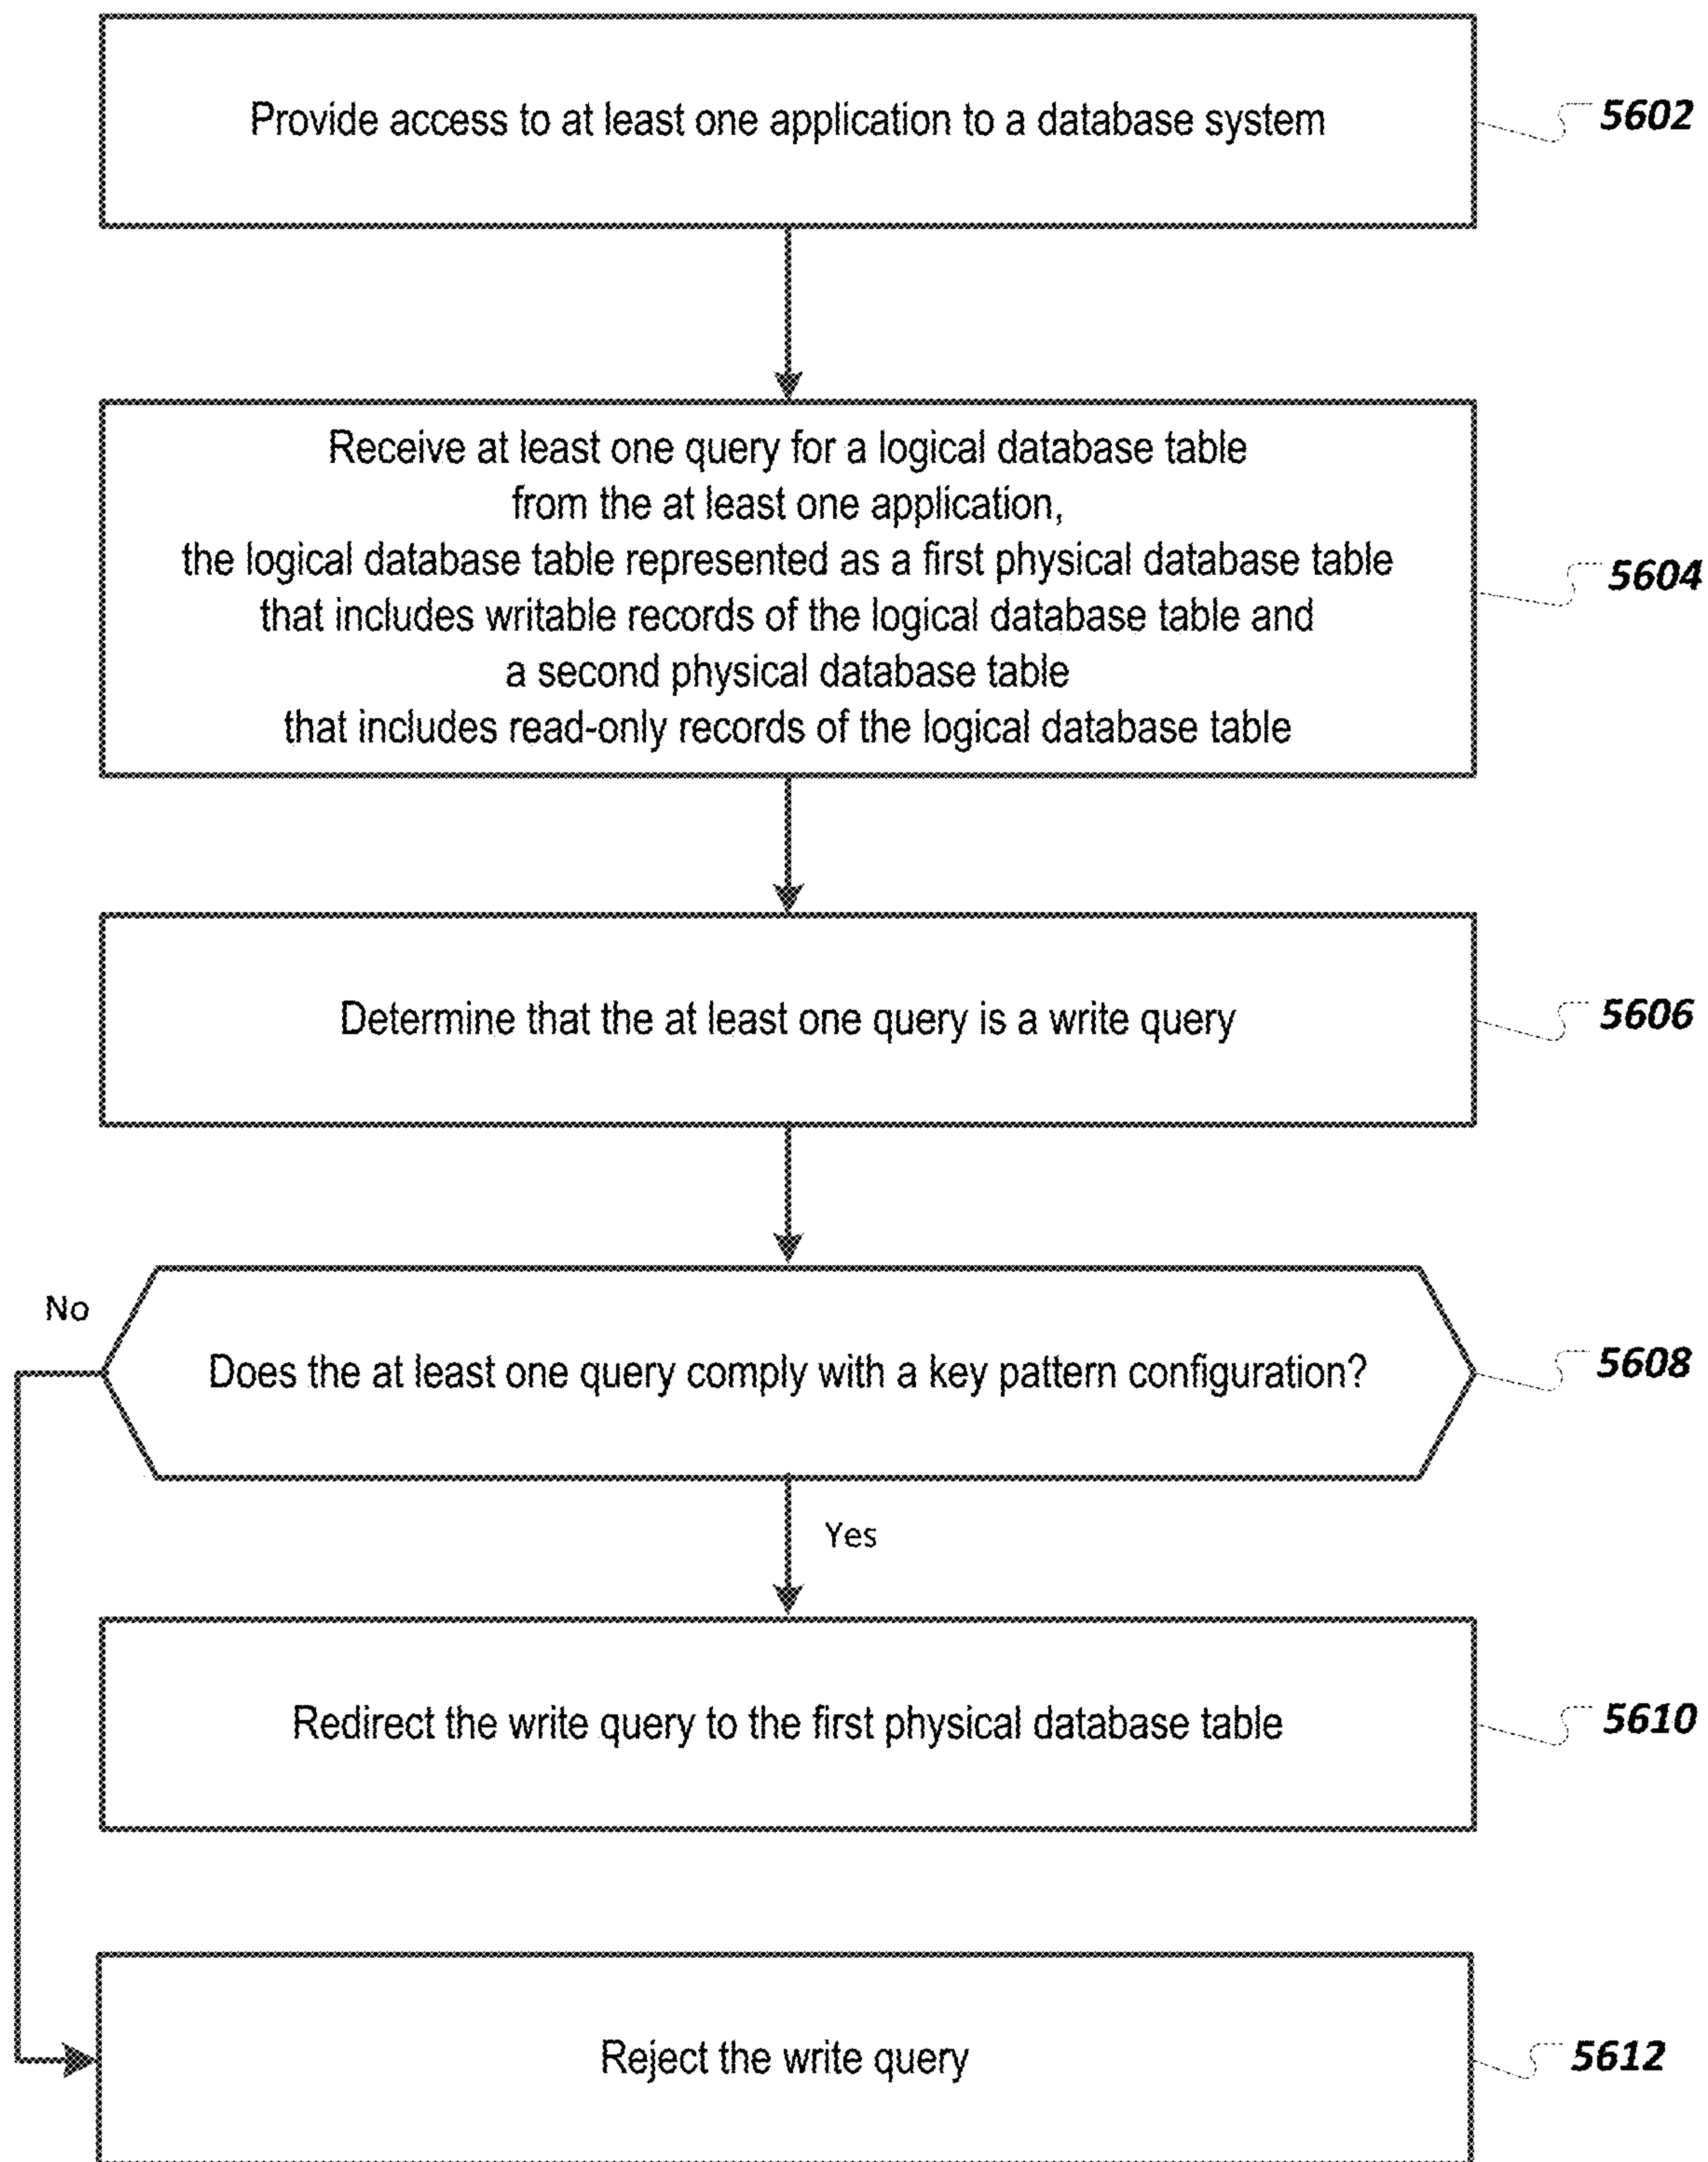 Provide access to at least one application to a database system
5602
Receive at least one query for a logical database table
from the at least one application,
the logical database table represented as a first physical database table
that includes writable records of the logical database table and
a second physical database table
that includes read-only records of the logical database table
5604
Determine that the at least one query is a write query
5606
No
Does the at least one query comply with a key pattern configuration?
5608
Yes
Redirect the write query to the first physical database table
5610
Reject the write query
5612